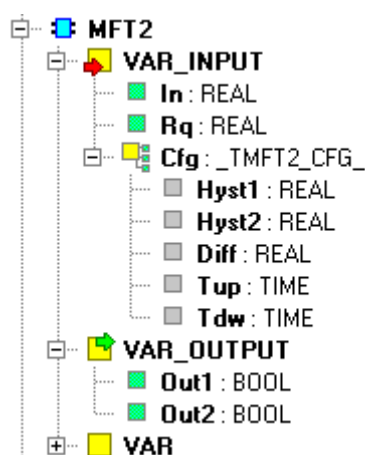 MFT2
VAR_INPUT
In : REAL
Rq : REAL
Cfg : _TMFT2_CFG_
Hyst1 : REAL
Hyst2 : REAL
Diff : REAL
Tup : TIME
Tdw : TIME
VAR_OUTPUT
Out1 : BOOL
Out2 : BOOL
VAR